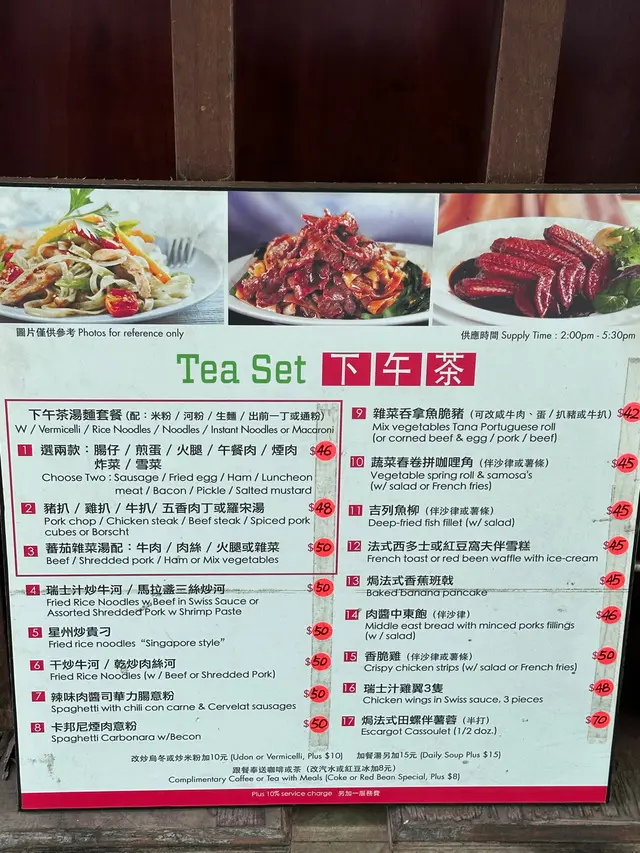 圖片僅供參考 Photos for reference only
供應時間 Supply Time : 2:00pm - 5:30pm
Tea Set 下午茶
下午茶湯麵套餐 (配：米粉 / 河粉 / 生麵 / 出前一丁或通粉)
W / Vermicelli / Rice Noodles / Noodles / Instant Noodles or Macaroni
1 選兩款：腸仔 / 煎蛋 / 火腿 / 午餐肉 / 煙肉 $46
炸菜 / 雪菜
Choose Two : Sausage / Fried egg / Ham / Luncheon
meat / Bacon / Pickle / Salted mustard
2 豬扒 / 雞扒 / 牛扒 / 五香肉丁或羅宋湯 $48
Pork chop / Chicken steak / Beef steak / Spiced pork
cubes or Borscht
3 蕃茄雜菜湯配：牛肉 / 肉絲 / 火腿或雜菜 $50
Beef / Shredded pork / Ham or Mix vegetables
4 瑞士汁炒牛河 / 馬拉盞三絲炒河 $50
Fried Rice Noodles w Beef in Swiss Sauce or
Assorted Shredded Pork w Shrimp Paste
5 星州炒貴刁 $50
Fried rice noodles "Singapore style"
6 干炒牛河 / 乾炒肉絲河 $50
Fried Rice Noodles (w / Beef or Shredded Pork)
7 辣味肉醬司華力腸意粉 $50
Spaghetti with chili con carne & Cervelat sausages
8 卡邦尼煙肉意粉 $50
Spaghetti Carbonara w/Becon
9 雜菜吞拿魚脆豬 (可改咸牛肉、蛋 / 扒豬或牛扒) $42
Mix vegetables Tana Portuguese roll
(or corned beef & egg / pork / beef)
10 蔬菜春卷拼咖喱角 (伴沙律或薯條) $45
Vegetable spring roll & samosa's
(w/ salad or French fries)
11 吉列魚柳 (伴沙律或薯條) $45
Deep-fried fish fillet (w/ salad)
12 法式西多士或紅豆窩夫伴雪糕 $45
French toast or red been waffle with ice-cream
13 焗法式香蕉班戟 $45
Baked banana pancake
14 肉醬中東飽 (伴沙律) $46
Middle east bread with minced porks fillings
(w / salad)
15 香脆雞 (伴沙律或薯條) $50
Crispy chicken strips (w/ salad or French fries)
16 瑞士汁雞翼3隻 $48
Chicken wings in Swiss sauce. 3 pieces
17 焗法式田螺伴薯蓉 (半打) $70
Escargot Cassoulet (1/2 doz.)
改炒烏冬或炒米粉加10元 (Udon or Vermicelli, Plus $10) 加餐湯另加15元 (Daily Soup Plus $15)
跟餐奉送咖啡或茶 (改汽水或紅豆冰加8元)
Complimentary Coffee or Tea with Meals (Coke or Red Bean Special, Plus $8)
Plus 10% service charge 另加一服務費